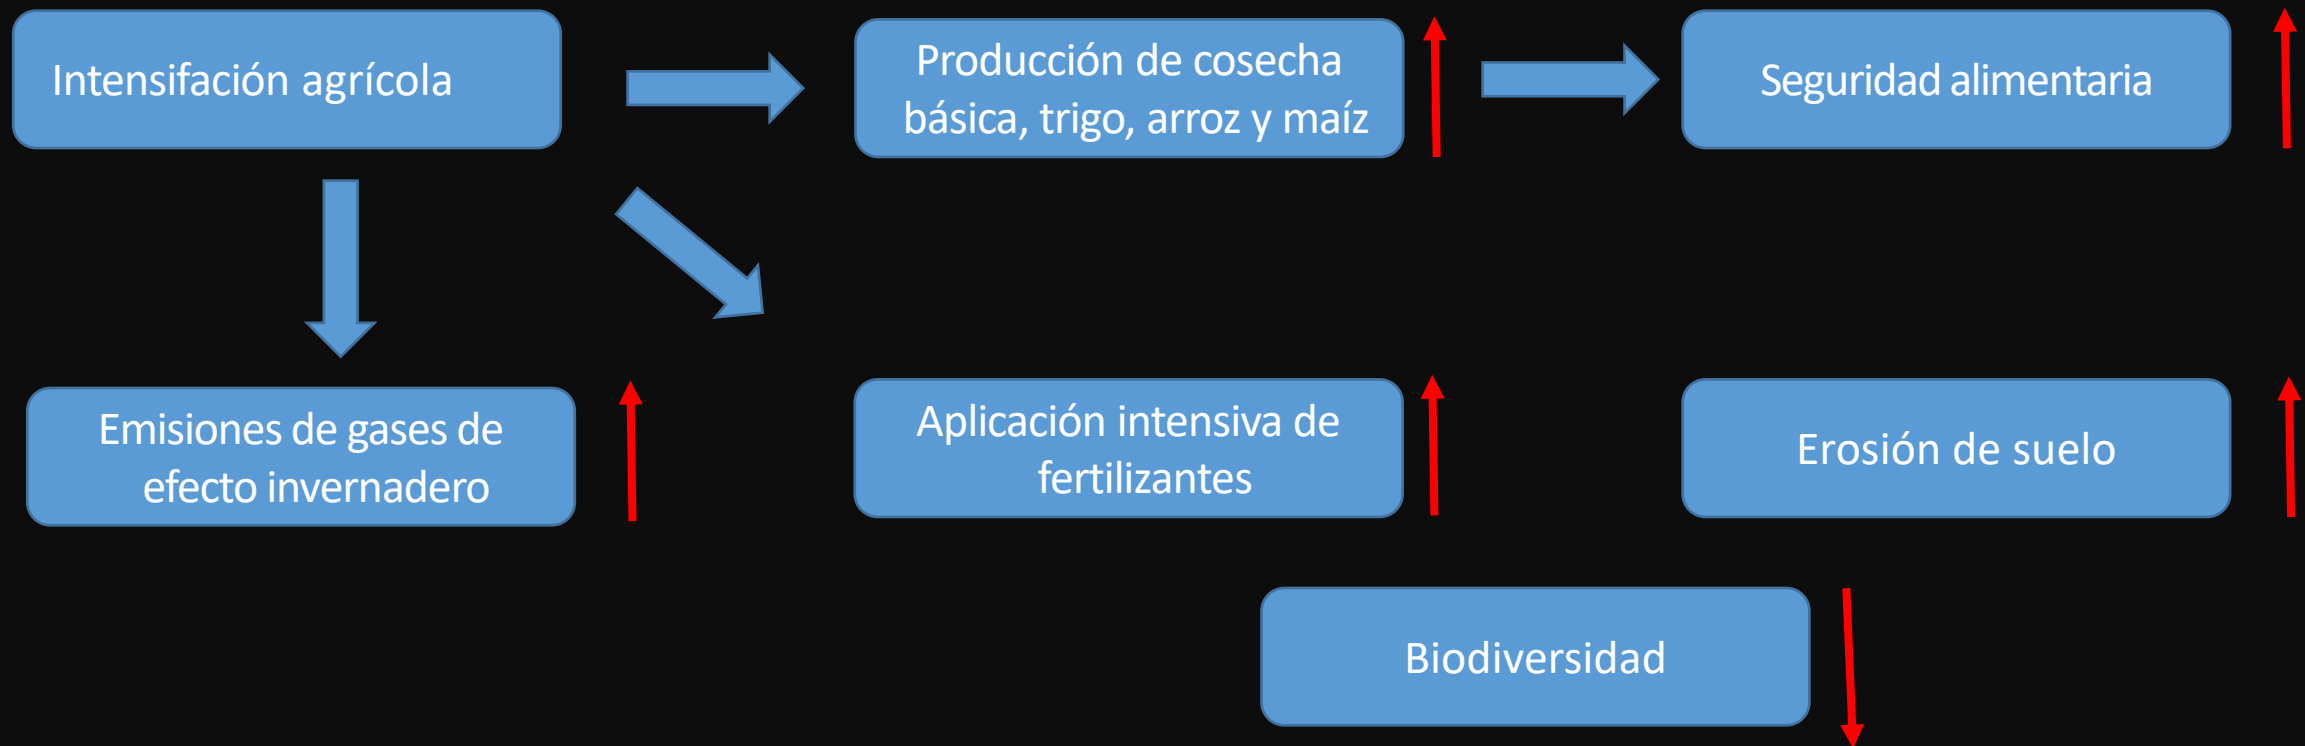 Intensifación agrícola
Producción de cosecha
básica, trigo, arroz y maíz
Seguridad alimentaria
Emisiones de gases de
efecto invernadero
Aplicación intensiva de
fertilizantes
Erosión de suelo
Biodiversidad